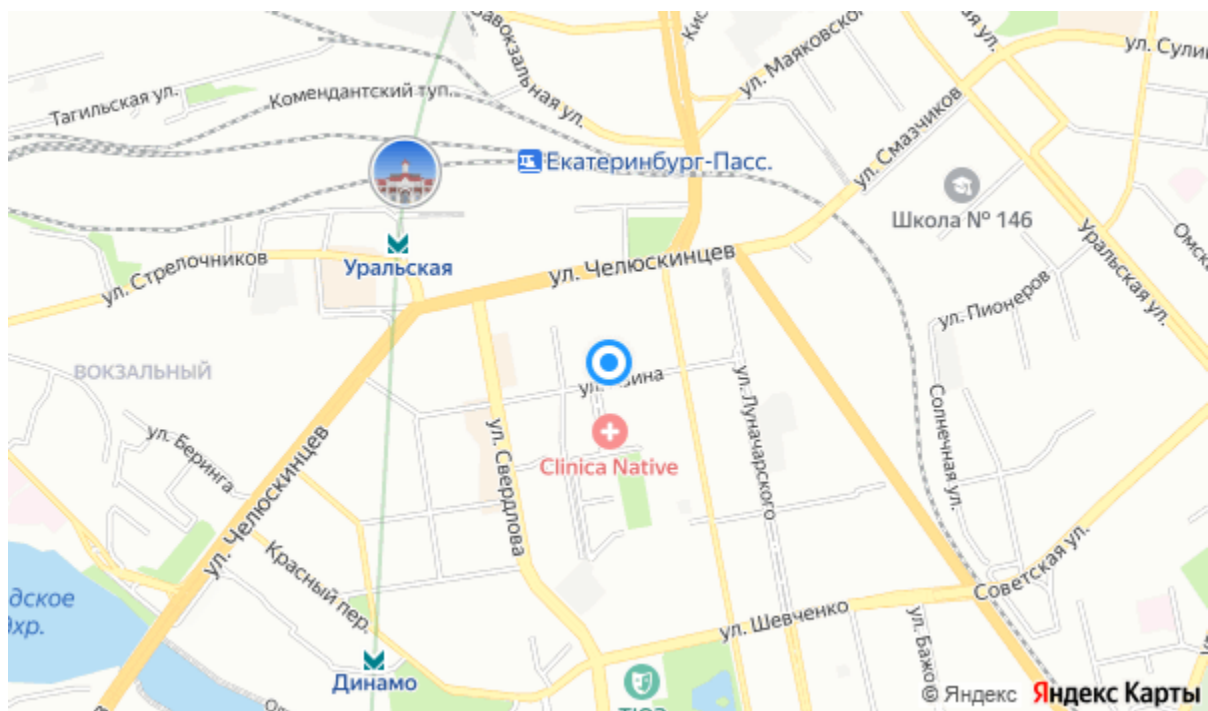 ул. Маяковского
ул. Сули
Тагильская ул.
Комендантский туп.
ул. Смазчиков
Екатеринбург-Пасс.
Школа № 146
Уральская
ул. Стрелочников
ул. Челюскинцев
Уральская ул.
ул. Пионеров
ВОКЗАЛЬНЫЙ
ул. Луначарского
Солнечная ул.
ул. Беринга
ул. Свердлова
Clinica Native
ул. Челюскинцев
Красный пер.
Советская ул.
ул. Шевченко
ул. Бажо
Динамо
© Яндекс Яндекс Карты